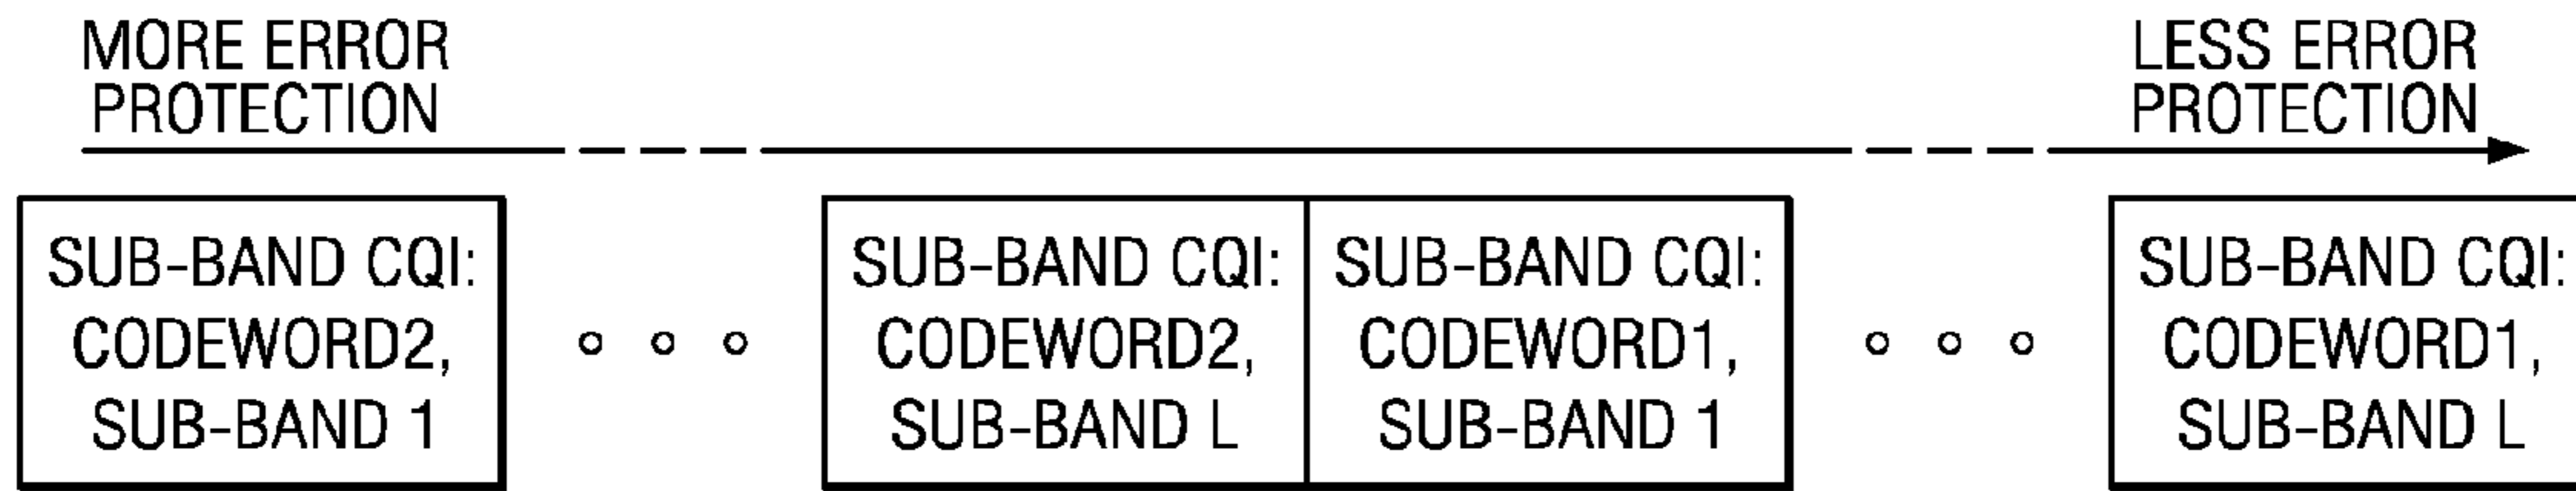 MORE ERROR
PROTECTION
LESS ERROR
PROTECTION
SUB-BAND CQI:
CODEWORD2,
SUB-BAND 1
SUB-BAND CQI:
CODEWORD2,
SUB-BAND L
SUB-BAND CQI:
CODEWORD1,
SUB-BAND 1
SUB-BAND CQI:
CODEWORD1,
SUB-BAND L